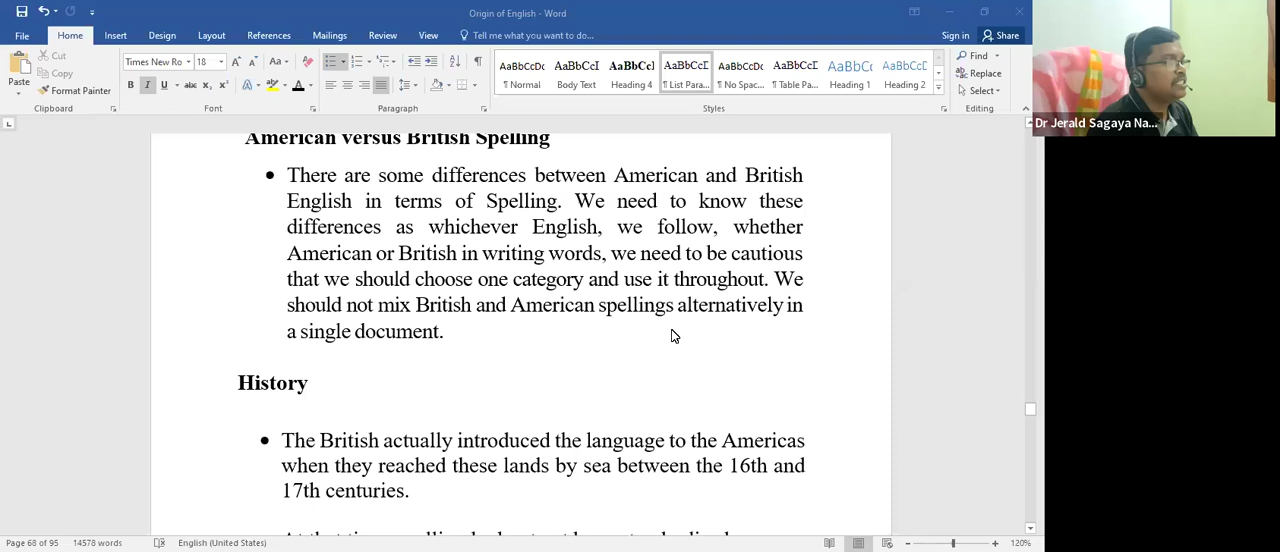 Origin of English - Word
File Home Insert Design Layout References Mailings Review View Tell me what you want to do... Sign in Share
Paste
Cut
Copy
Format Painter
Clipboard
Times New Ro 18
Font
Paragraph
AaBbCcDc AaBbCcI AaBbCcI AaBbCcI AaBbCcDc AaBbCcI AaBbCc AaBbCcI
¶ Normal Body Text Heading 4 ¶ List Para... ¶ No Spac... ¶ Table Pa... Heading 1 Heading 2
Styles
Find
Replace
Select
Editing
Dr Jerald Sagaya Na...
American versus British Spelling
• There are some differences between American and British
English in terms of Spelling. We need to know these
differences as whichever English, we follow, whether
American or British in writing words, we need to be cautious
that we should choose one category and use it throughout. We
should not mix British and American spellings alternatively in
a single document.
History
• The British actually introduced the language to the Americas
when they reached these lands by sea between the 16th and
17th centuries.
Page 68 of 95 14578 words English (United States) 120%